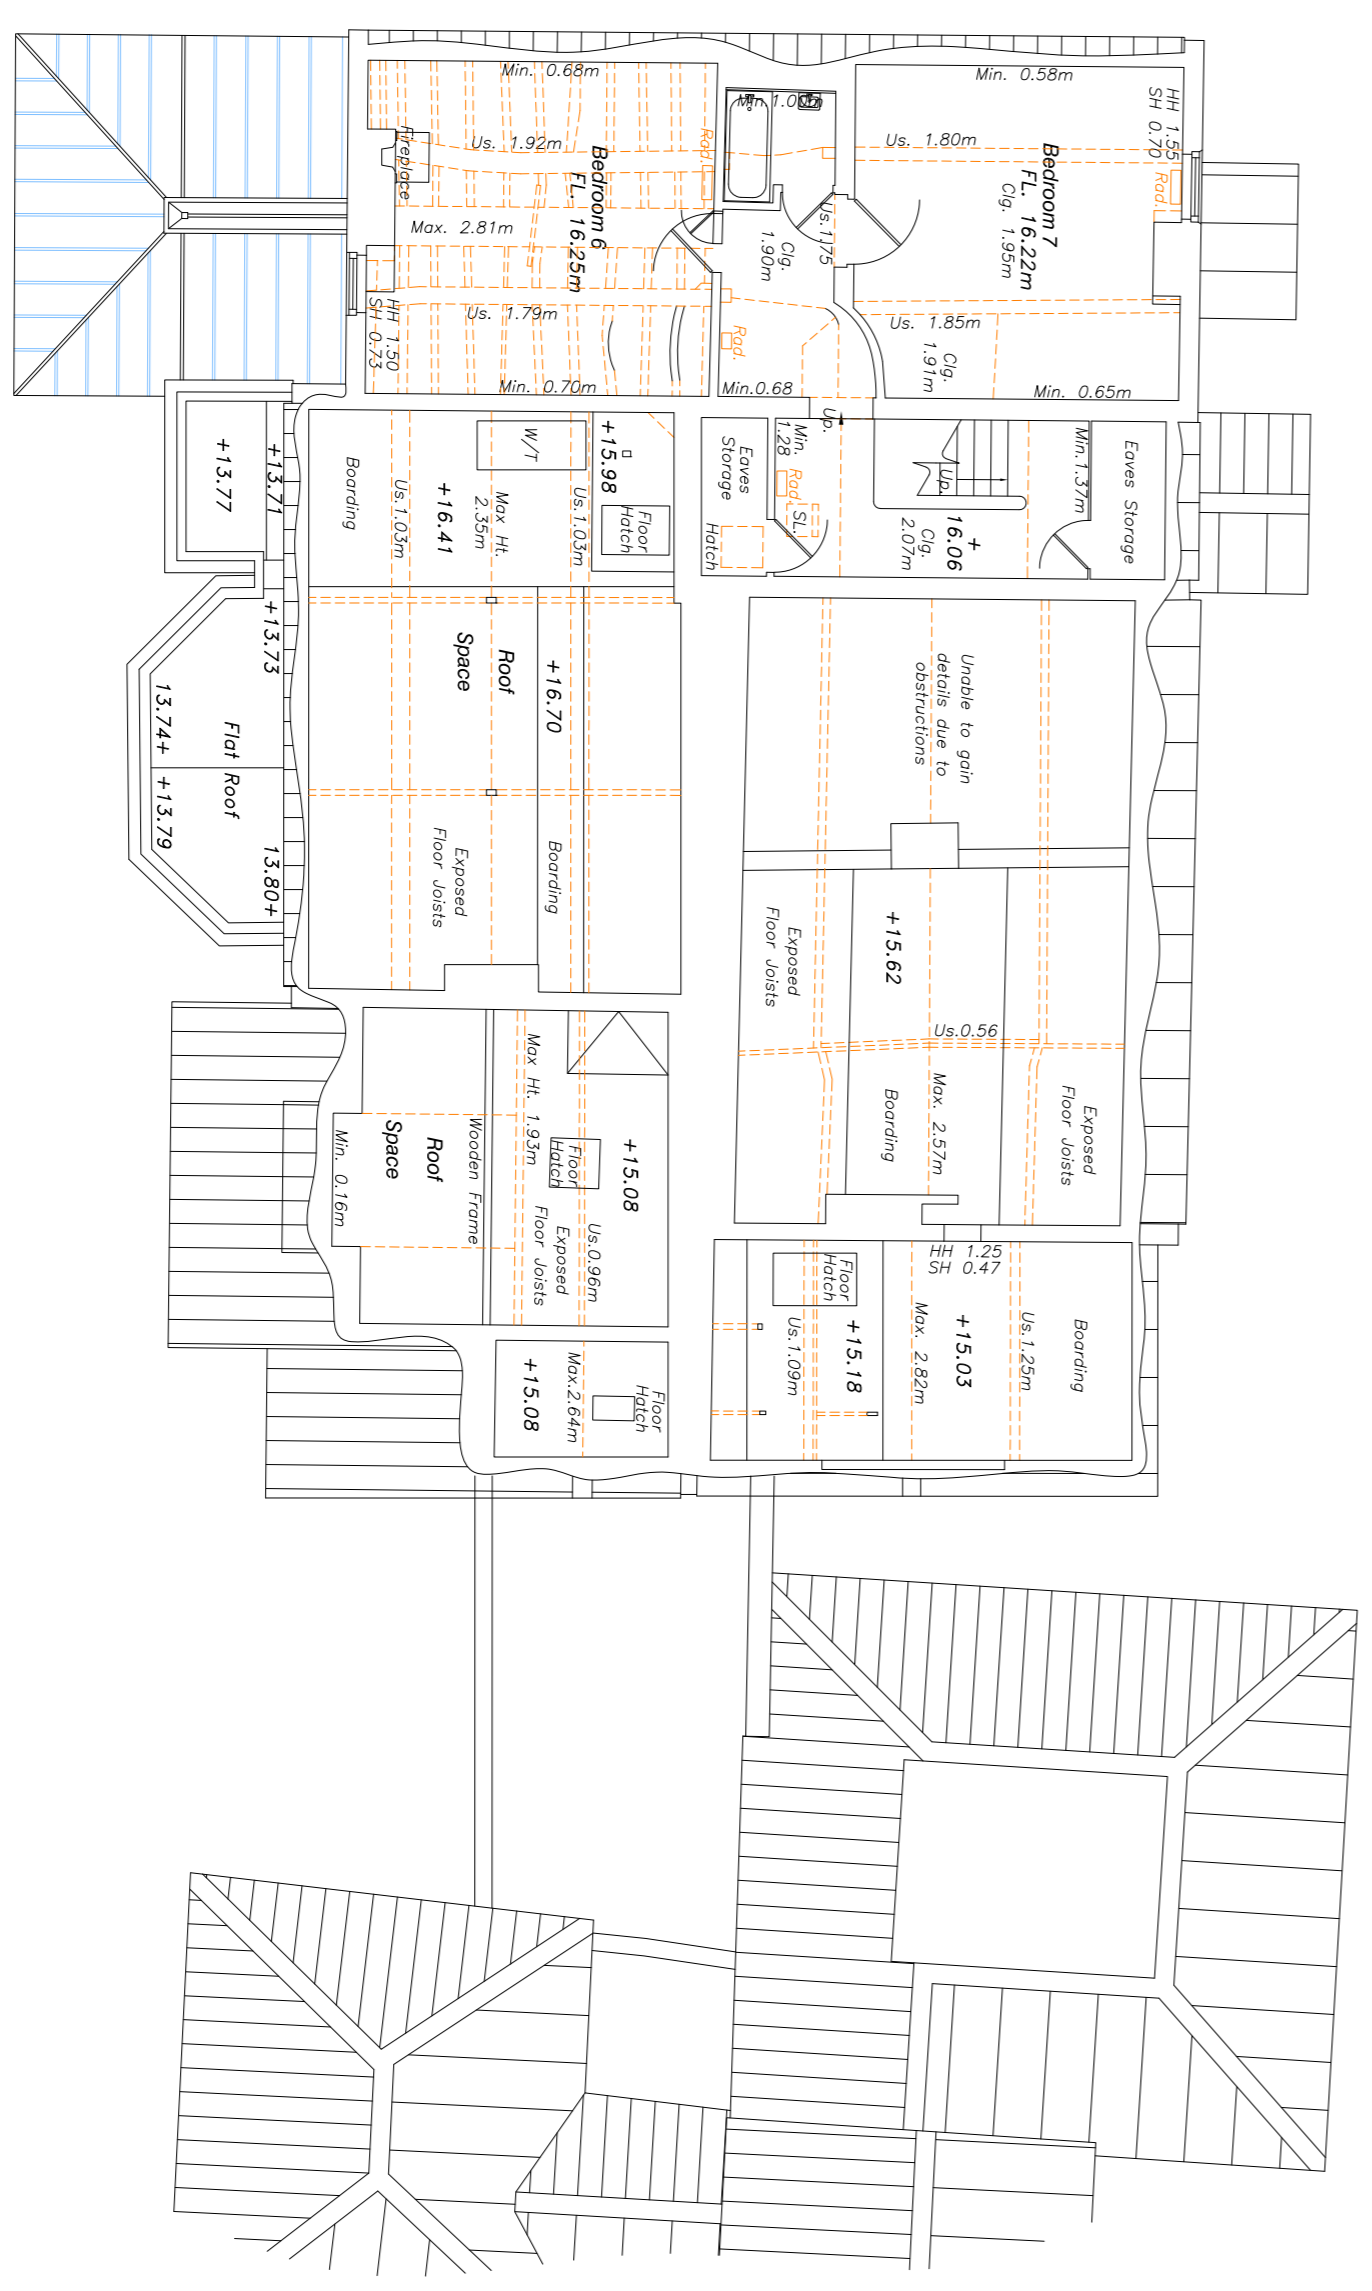 Min. 0.68m
Min. 0.58m
Min.1.00m
HH 1.55
SH 0.70
Rad.
Us. 1.92m
Rad.
Us. 1.80m
Bedroom 7
FL. 16.22m
Clg. 1.95m
Fireplace
Bedroom 6
FL. 16.25m
Max. 2.81m
Us.1.75
Clg.
1.90m
Us. 1.79m
HH 1.50
SH 0.73
Rad.
Us. 1.85m
Clg.
1.91m
Min. 0.70m
Min.0.68
Min. 0.65m
Up.
+13.77
+13.71
Boarding
Us.1.03m
+16.41
Max Ht.
2.35m
W/T
Us.1.03m
+15.98
Floor
Hatch
Eaves
Storage
Hatch
Min.
1.28
Rad.
SL.
Up.
+
16.06
Clg.
2.07m
Min.1.37m
Eaves Storage
+13.73
13.74+
+13.79
Flat Roof
13.80+
Roof
Space
+16.70
Exposed
Floor Joists
Boarding
Unable to gain
details due to
obstructions
Exposed
Floor Joists
+15.62
Us.0.56
Boarding
Max. 2.57m
Exposed
Floor Joists
Min. 0.16m
Roof
Space
Wooden Frame
Max Ht. 1.93m
Floor
Hatch
Exposed
Floor Joists
Us.0.96m
+15.08
HH 1.25
SH 0.47
Floor
Hatch
Us.1.09m
+15.18
Max. 2.82m
+15.03
Us.1.25m
Boarding
+15.08
Max.2.64m
Floor
Hatch